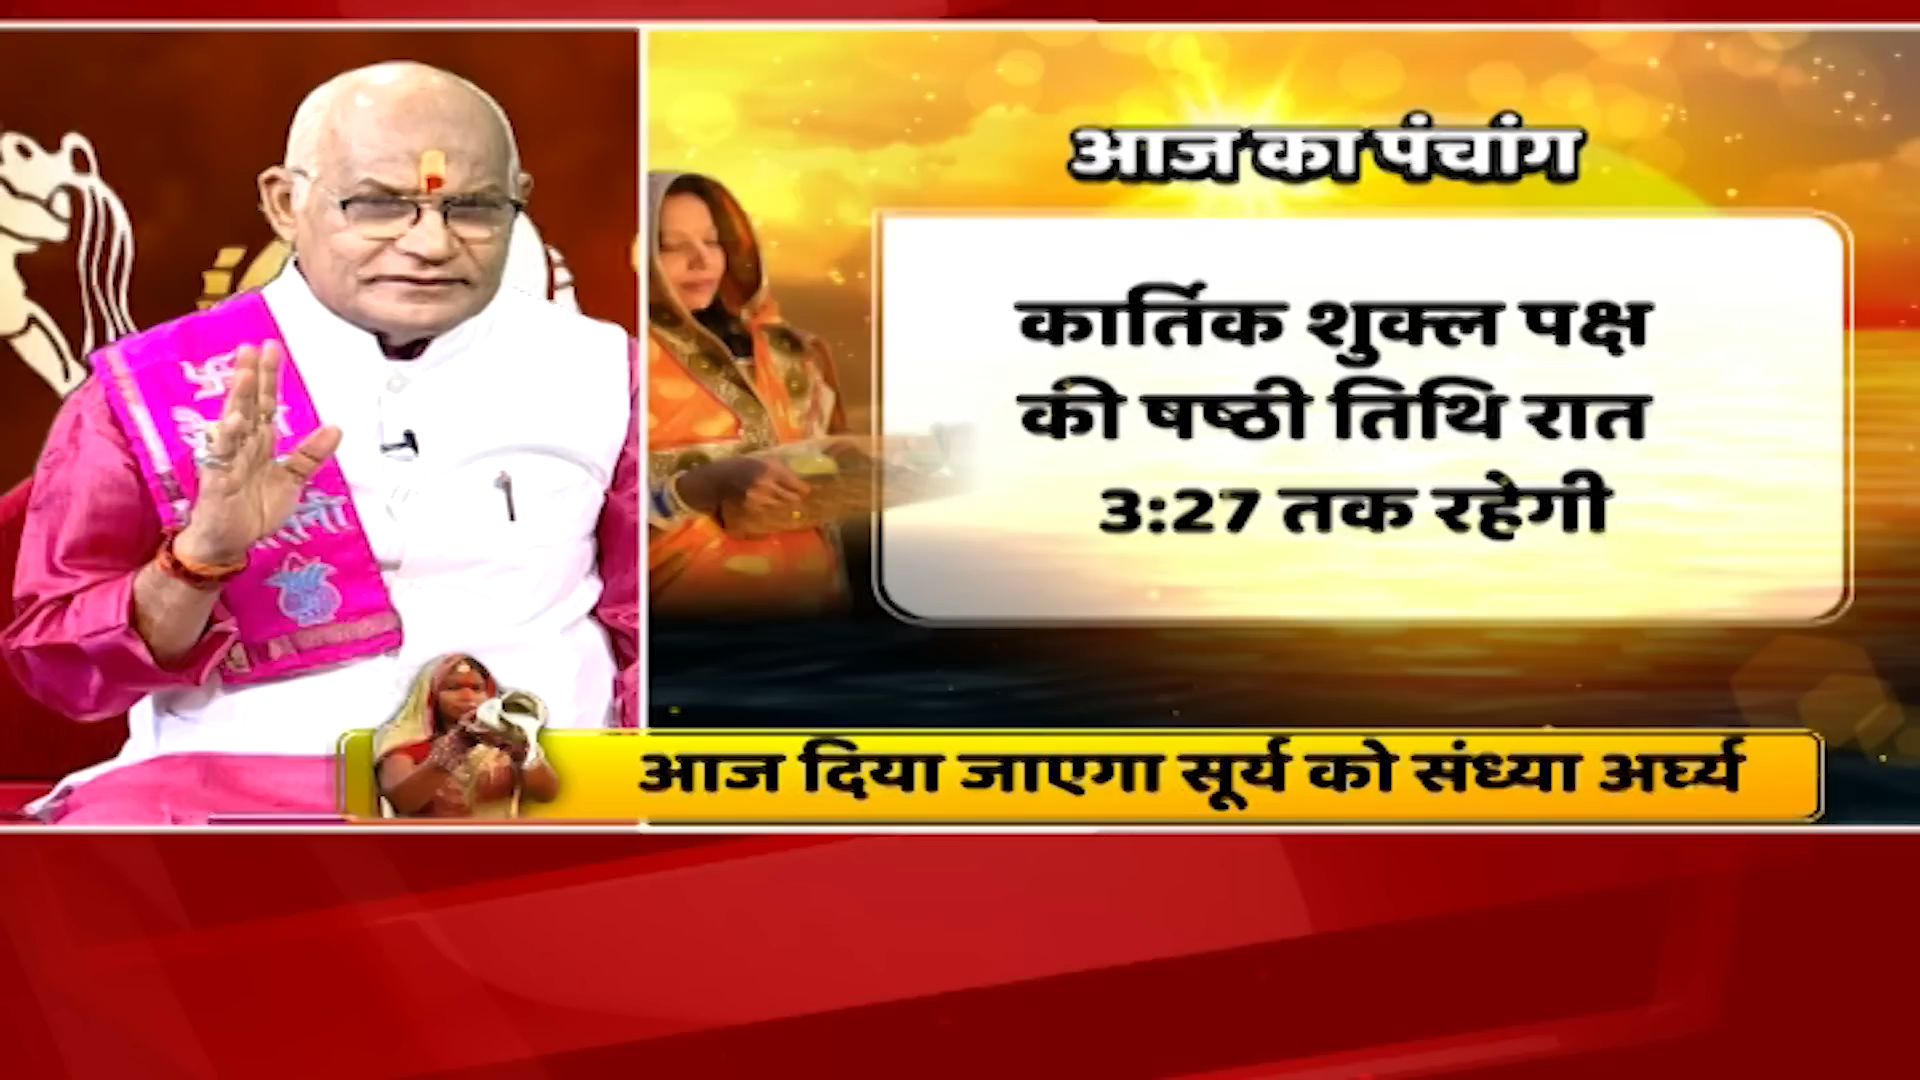 आज का पंचांग
कार्तिक शुक्ल पक्ष
की षष्ठी तिथि रात
3:27 तक रहेगी
आज दिया जाएगा सूर्य को संध्या अर्घ्य